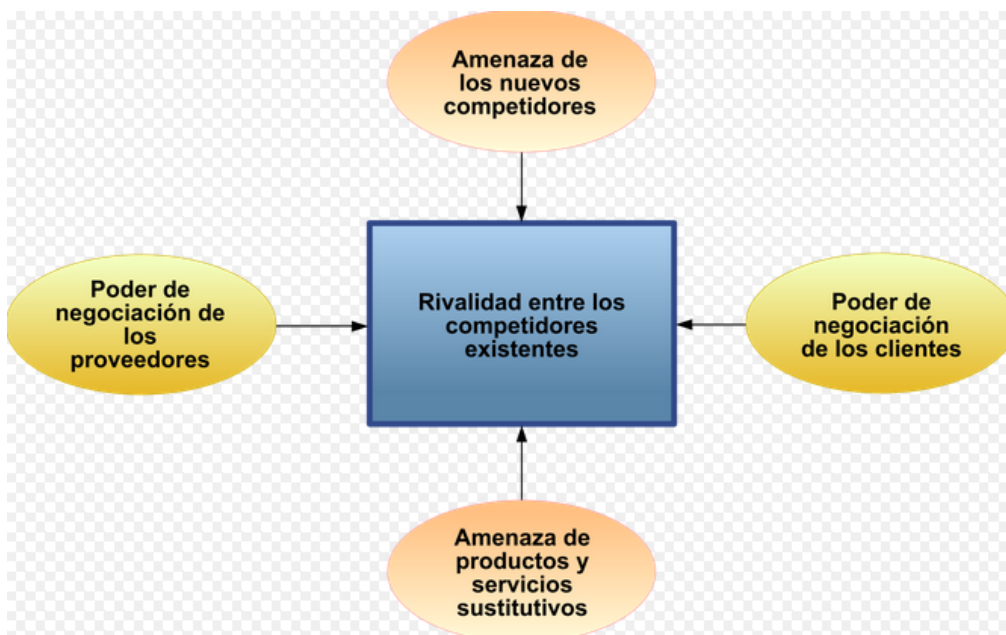 Amenaza de
los nuevos
competidores
Poder de
negociación de
los
proveedores
Rivalidad entre los
competidores
existentes
Poder de
negociación
de los clientes
Amenaza de
productos y
servicios
sustitutivos